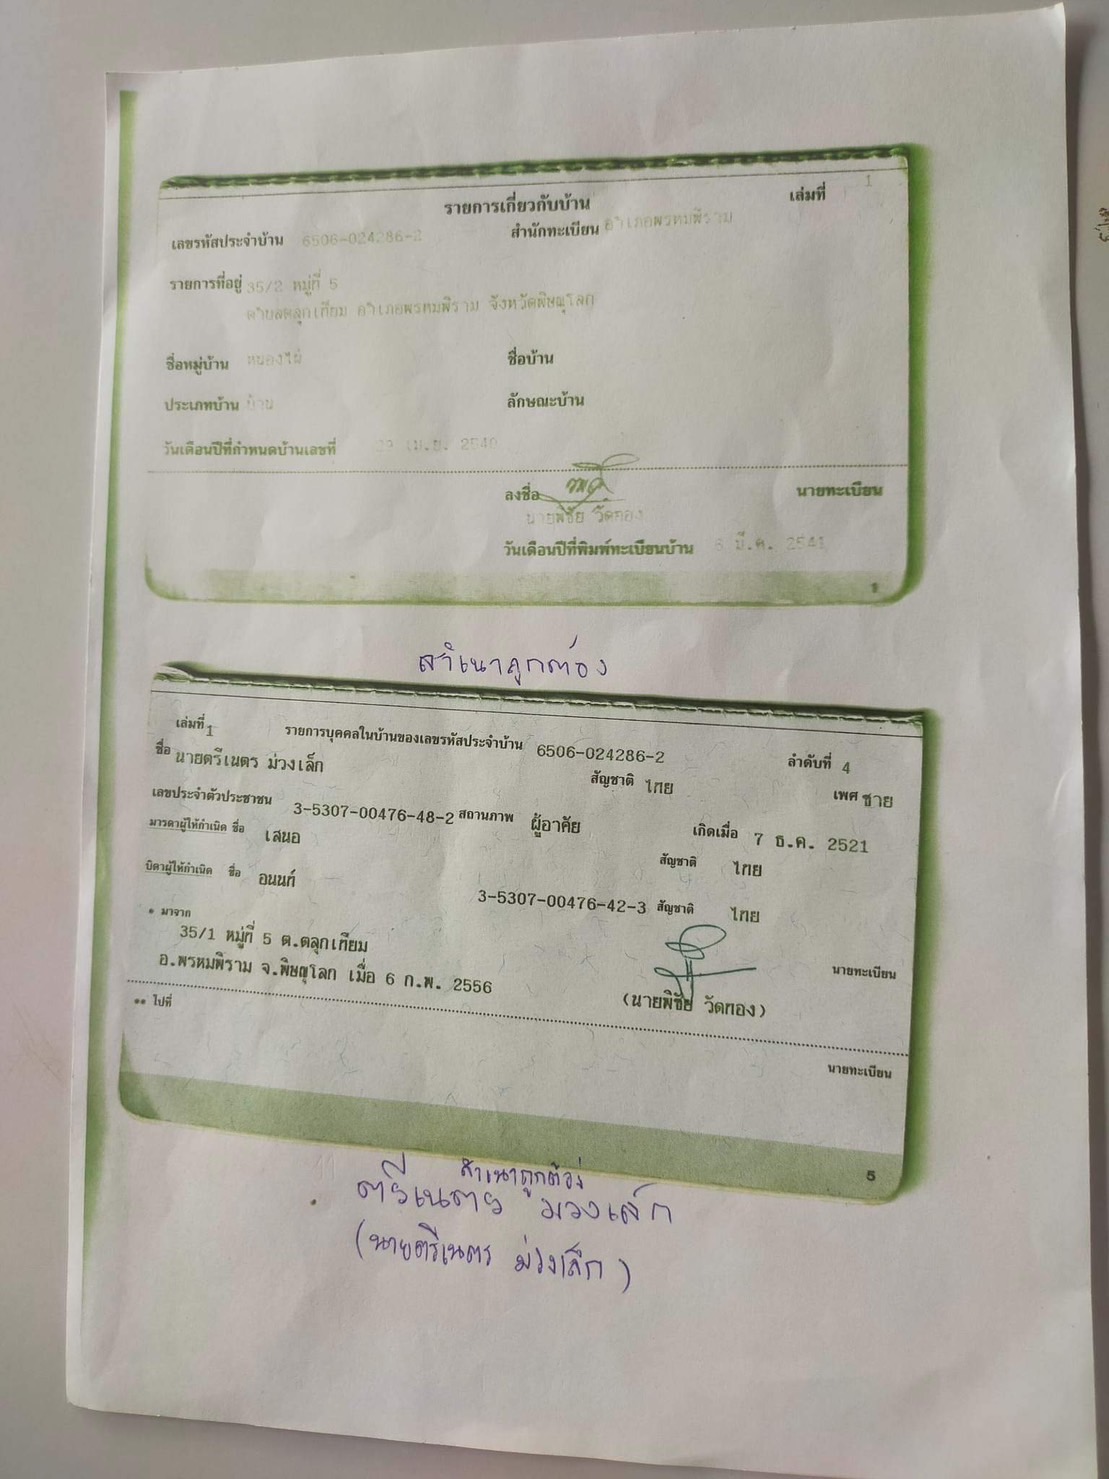 รายการเกี่ยวกับบ้าน เล่มที่ 1
เลขรหัสประจำบ้าน 6506-024286-2 สำนักทะเบียน อำเภอพรหมพิราม
รายการที่อยู่ 35/2 หมู่ที่ 5
ตำบลตลุกเทียม อำเภอพรหมพิราม จังหวัดพิษณุโลก
ชื่อหมู่บ้าน ชื่อบ้าน
ประเภทบ้าน บ้าน ลักษณะบ้าน
วันเดือนปีที่กำหนดบ้านเลขที่ เม.ย. 2540
ลงชื่อ นายทะเบียน
นายพิชัย วัดทอง
วันเดือนปีที่พิมพ์ทะเบียนบ้าน มี.ค. 2541
1
สำเนาถูกต้อง
เล่มที่ 1 รายการบุคคลในบ้านของเลขรหัสประจำบ้าน 6506-024286-2 ลำดับที่ 4
ชื่อ นายตรีเนตร ม่วงเล็ก สัญชาติ ไทย เพศ ชาย
เลขประจำตัวประชาชน 3-5307-00476-48-2 สถานภาพ ผู้อาศัย เกิดเมื่อ 7 ธ.ค. 2521
มารดาผู้ให้กำเนิด ชื่อ เสนอ สัญชาติ ไทย
บิดาผู้ให้กำเนิด ชื่อ อนนท์ 3-5307-00476-42-3 สัญชาติ ไทย
* มาจาก
35/1 หมู่ที่ 5 ต.ตลุกเทียม
อ.พรหมพิราม จ.พิษณุโลก เมื่อ 6 ก.พ. 2556 นายทะเบียน
(นายพิชัย วัดทอง)
** ไปที่
นายทะเบียน
5
สำเนาถูกต้อง
ตรีเนตร ม่วงเล็ก
(นายตรีเนตร ม่วงเล็ก)